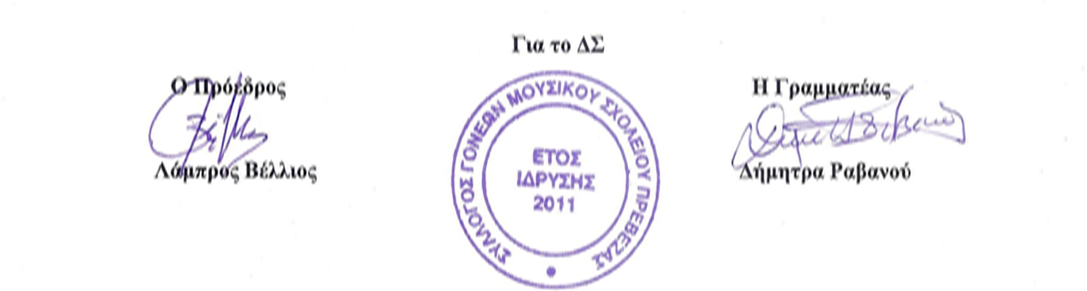 Για το ΔΣ
Ο Πρόεδρος
Η Γραμματέας
ΣΥΛΛΟΓΟΣ ΓΟΝΕΩΝ ΜΟΥΣΙΚΟΥ ΣΧΟΛΕΙΟΥ ΠΡΕΒΕΖΑΣ
ΕΤΟΣ
ΙΔΡΥΣΗΣ
2011
Λάμπρος Βέλλιος
Δήμητρα Ραβανού